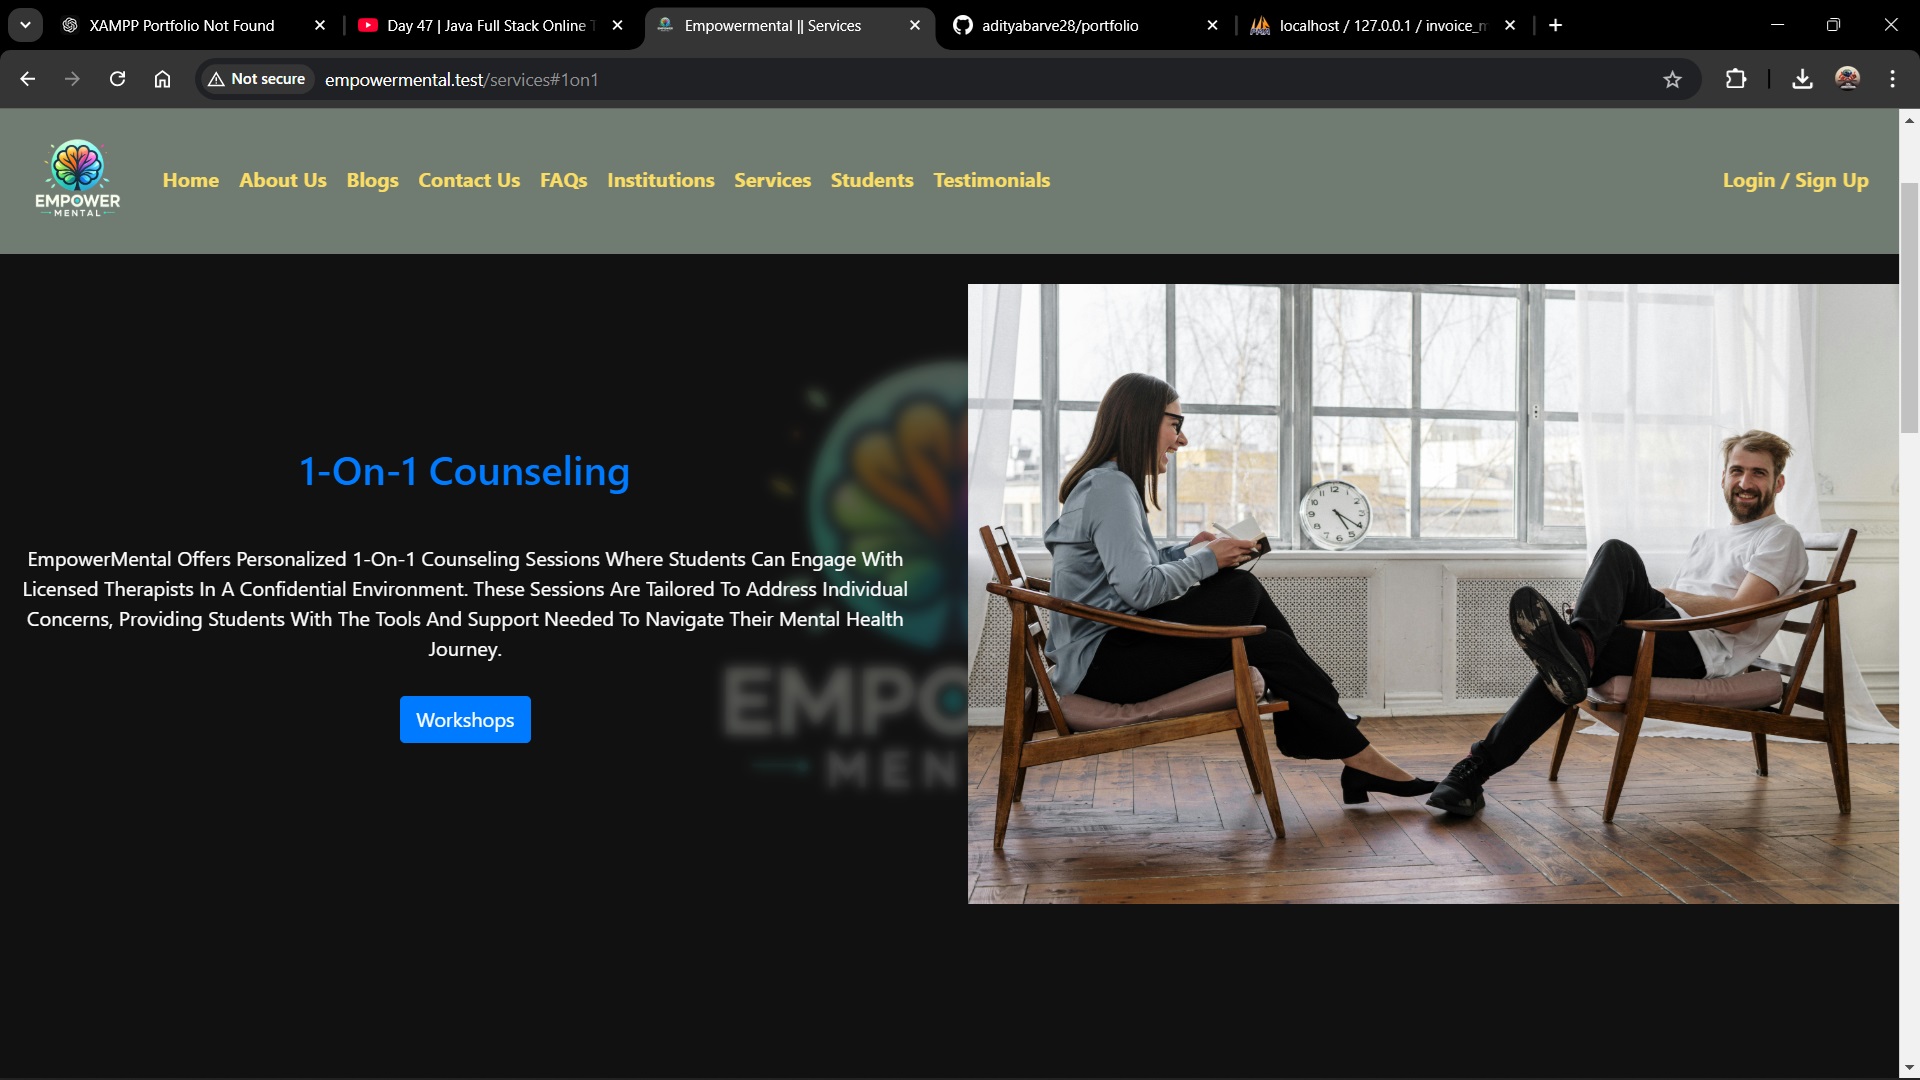 XAMPP Portfolio Not Found
Day 47 | Java Full Stack Online
Empowermental || Services
adityabarve28/portfolio
localhost / 127.0.0.1 / invoice_m
Not secure
empowermental.test/services#1on1
EMPOWER
MENTAL
Home
About Us
Blogs
Contact Us
FAQs
Institutions
Services
Students
Testimonials
Login / Sign Up
1-On-1 Counseling
EmpowerMental Offers Personalized 1-On-1 Counseling Sessions Where Students Can Engage With
Licensed Therapists In A Confidential Environment. These Sessions Are Tailored To Address Individual
Concerns, Providing Students With The Tools And Support Needed To Navigate Their Mental Health
Journey.
Workshops
EMPO
MEN